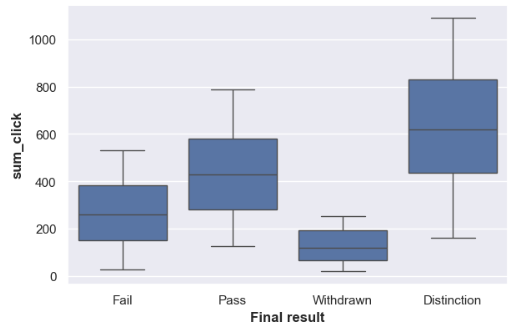 1000
800
600
400
200
0
sum_click
Fail
Pass
Withdrawn
Distinction
Final result